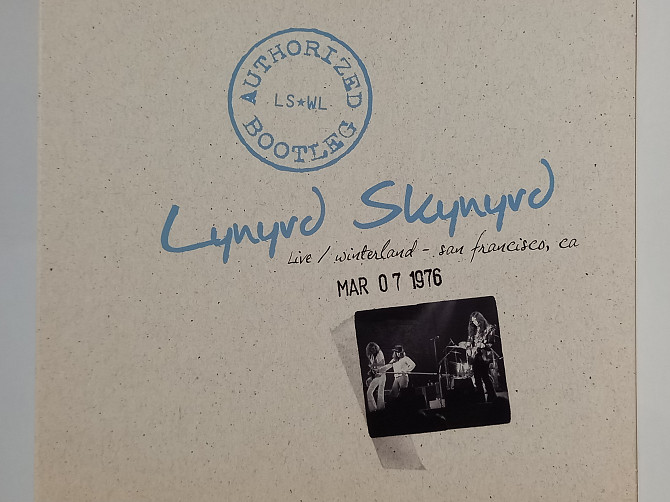 AUTHORIZED
LS★WL
BOOTLEG
Lynyrd Skynyrd
Live / winterland - san francisco, ca
MAR 07 1976